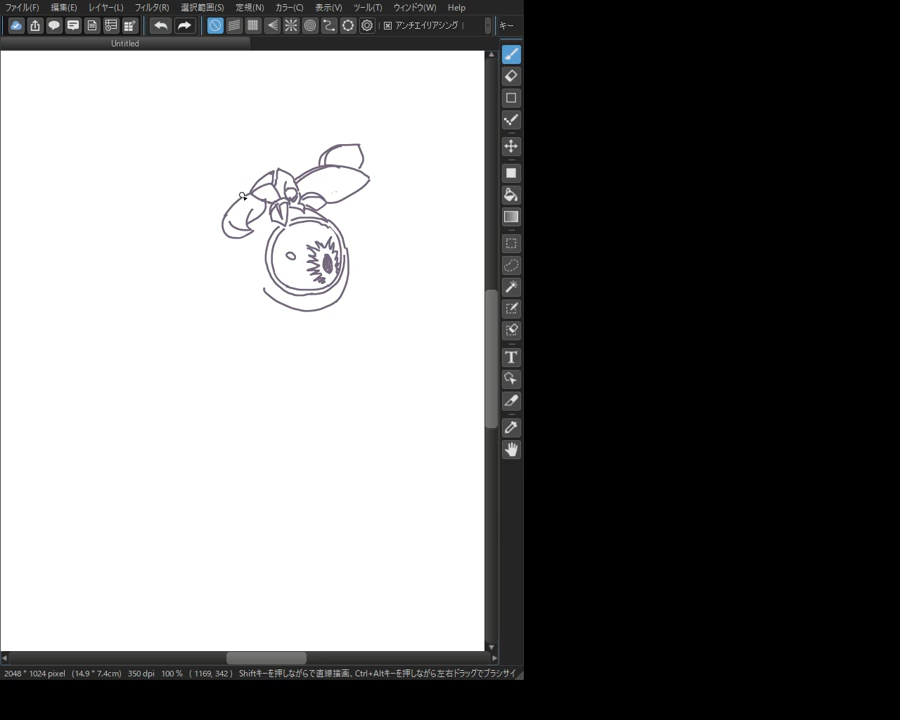 ファイル(F) 編集(E) レイヤー(L) フィルタ(R) 選択範囲(S) 定規(N) カラー(C) 表示(V) ツール(T) ウィンドウ(W) Help
アンチエイリアシング キー
Untitled
T
2048 * 1024 pixel (14.9 * 7.4cm) 350 dpi 100 % ( 1169, 342 ) Shiftキーを押しながらで直線描画、Ctrl+Altキーを押しながら左右ドラッグでブラシサイ